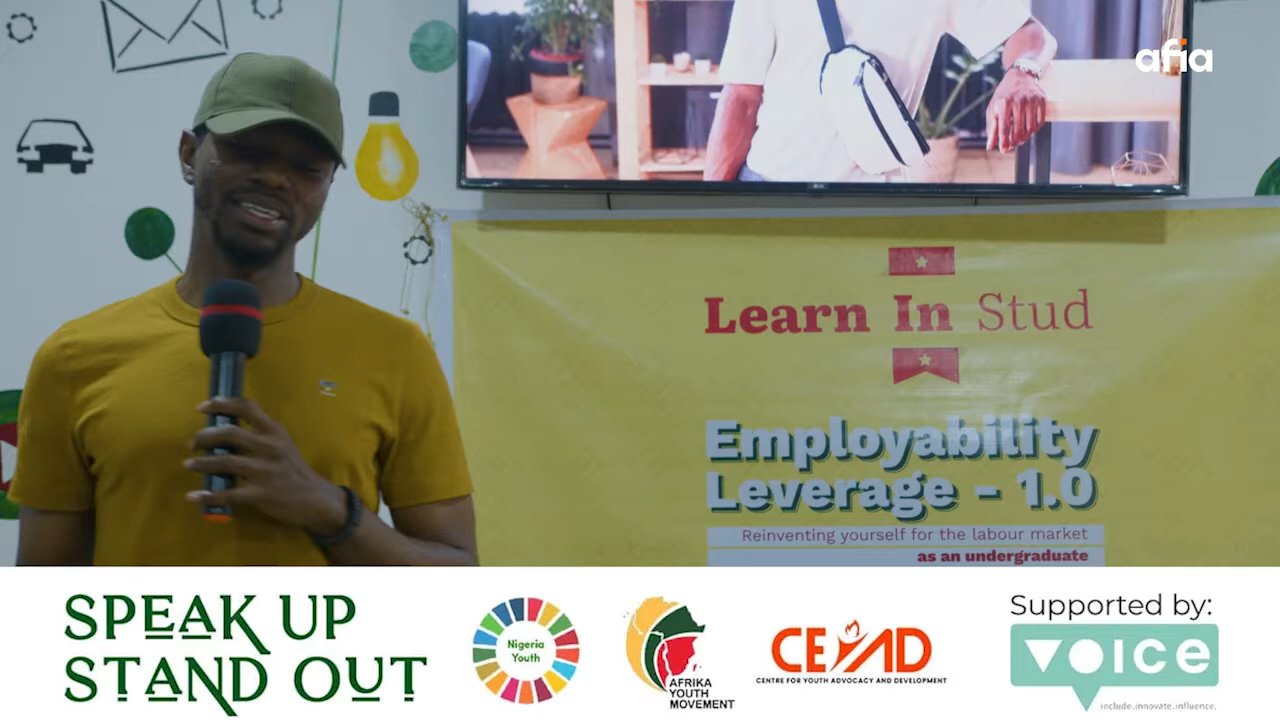 afia
Learn In Stud
Employability
Leverage - 1.0
Reinventing yourself for the labour market
as an undergraduate
SPEAK UP
STAND OUT
Nigeria
Youth
AFRIKA
YOUTH
MOVEMENT
CEYAD
CENTRE FOR YOUTH ADVOCACY AND DEVELOPMENT
Supported by:
VOICE
include.innovate.influence.